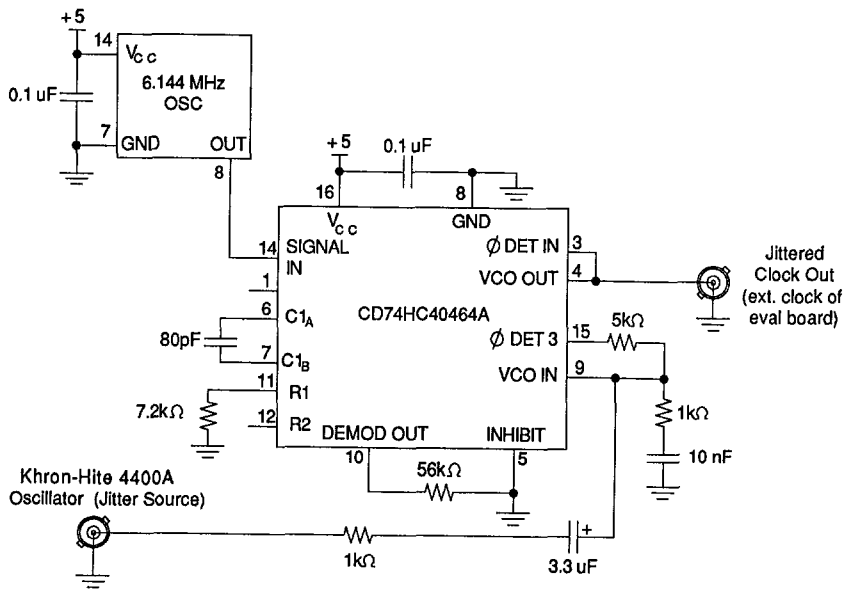 +5
14
VCC
6.144 MHz
OSC
0.1 uF
7
GND
OUT
8
+5
0.1 uF
16
8
VCC
GND
14
SIGNAL
IN
1
6
C1A
80pF
7
C1B
11
R1
7.2kΩ
12
R2
CD74HC40464A
Ø DET IN
3
VCO OUT
4
Jittered
Clock Out
(ext. clock of
eval board)
Ø DET 3
15
5kΩ
VCO IN
9
1kΩ
10 nF
DEMOD OUT
INHIBIT
10
5
56kΩ
Khron-Hite 4400A
Oscillator (Jitter Source)
1kΩ
+
3.3 uF